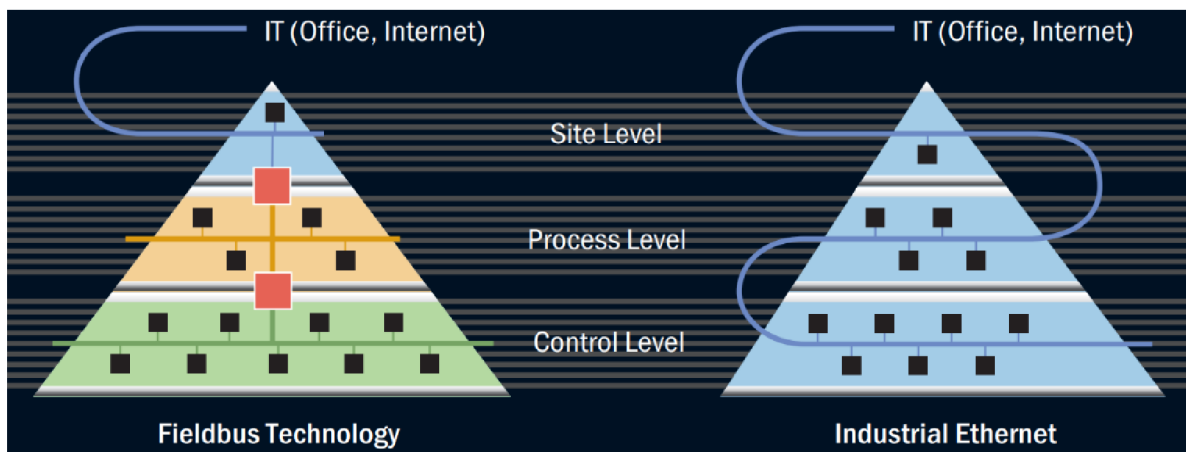 IT (Office, Internet)
IT (Office, Internet)
Site Level
Process Level
Control Level
Fieldbus Technology
Industrial Ethernet